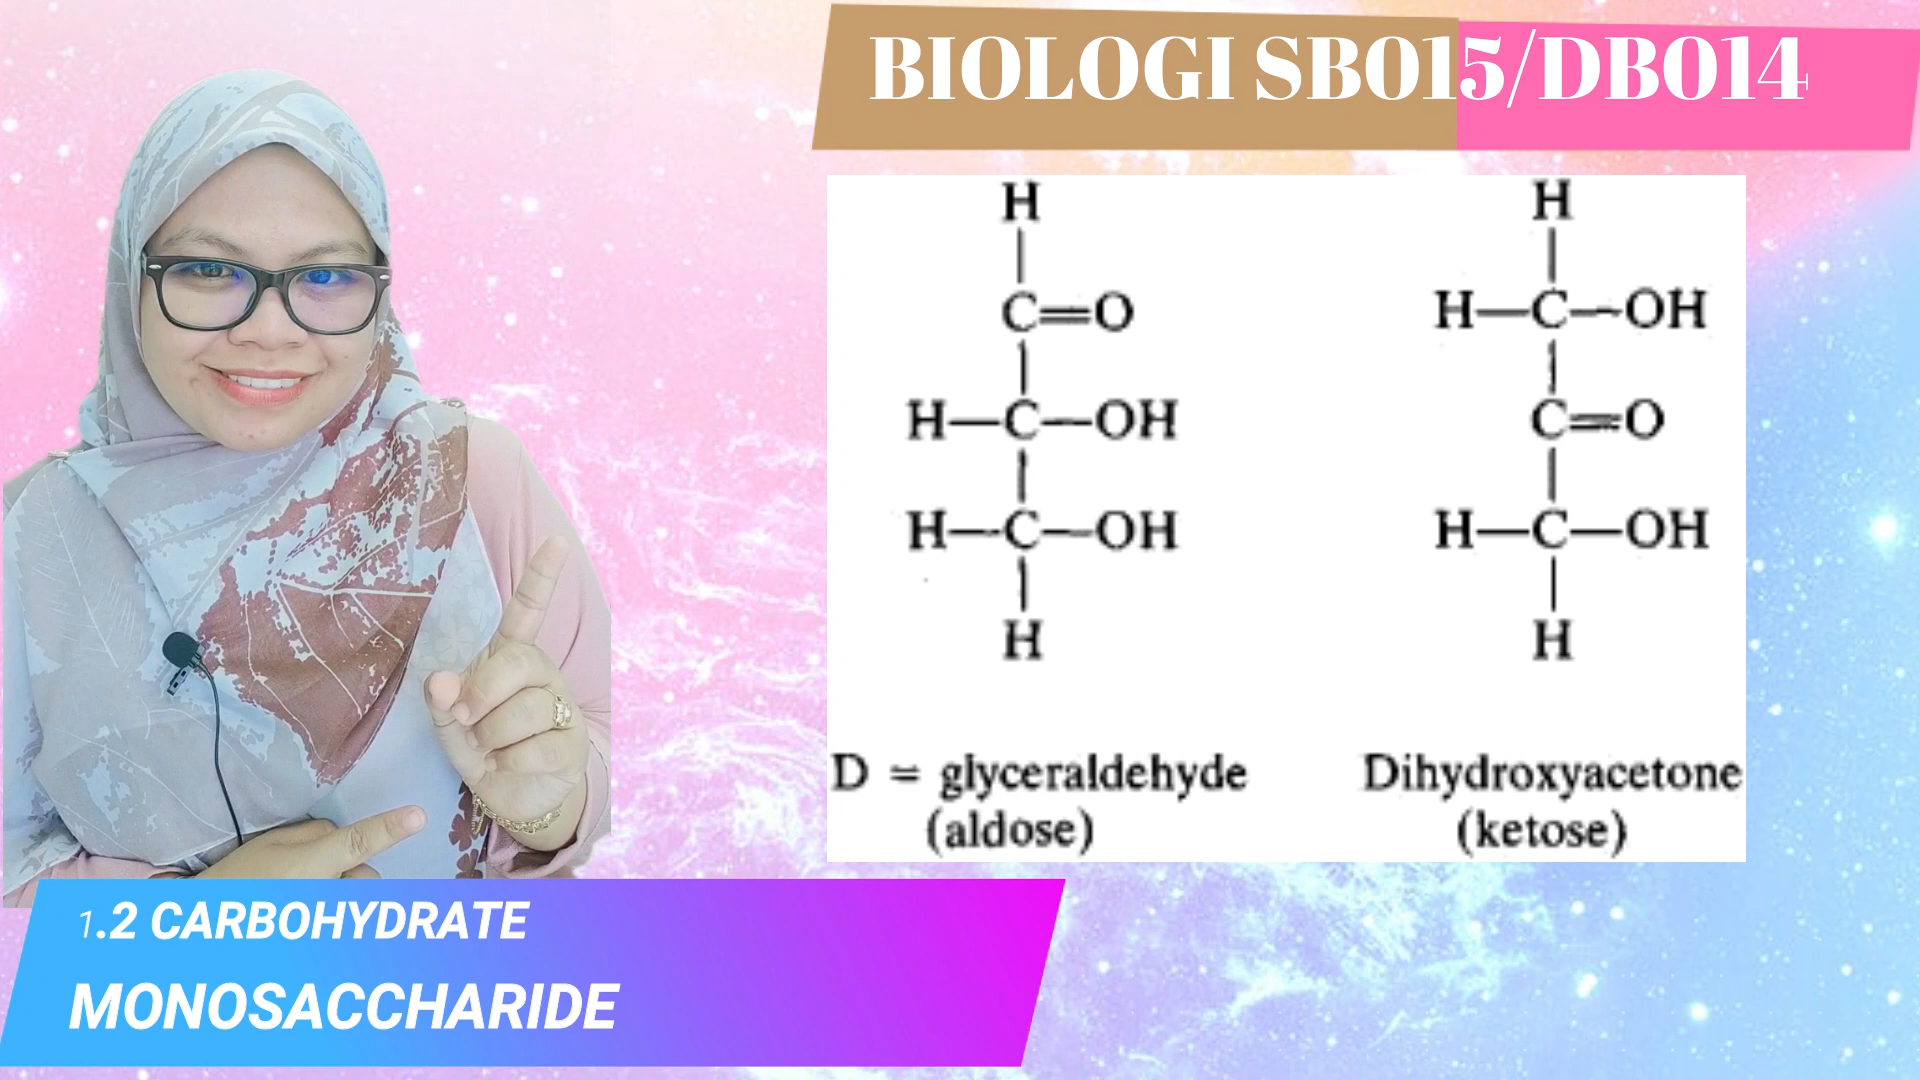 BIOLOGI SB015/DB014
H H
C=O H—C—OH
H—C—OH C=O
H—C—OH H—C—OH
H H
D = glyceraldehyde Dihydroxyacetone
(aldose) (ketose)
1.2 CARBOHYDRATE
MONOSACCHARIDE